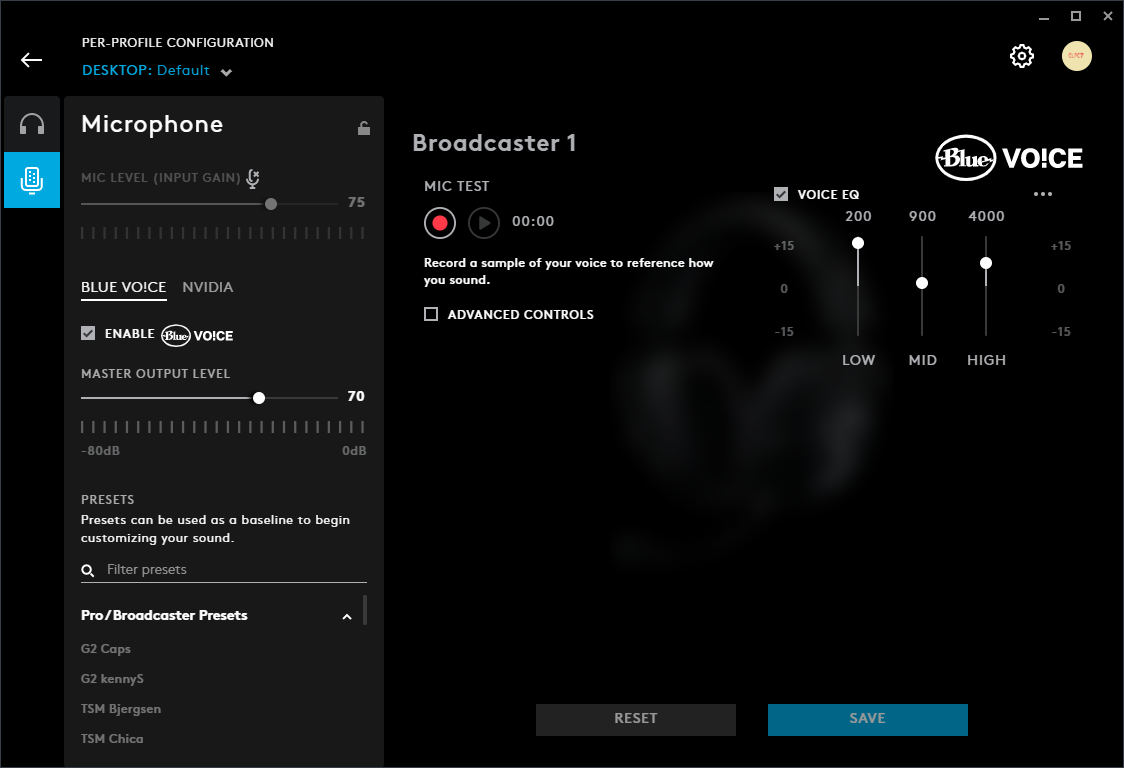 PER-PROFILE CONFIGURATION
DESKTOP: Default
Microphone
MIC LEVEL (INPUT GAIN)
75
BLUE VO!CE NVIDIA
ENABLE Blue VO!CE
MASTER OUTPUT LEVEL
70
-80dB 0dB
PRESETS
Presets can be used as a baseline to begin
customizing your sound.
Filter presets
Pro/Broadcaster Presets
G2 Caps
G2 kennyS
TSM Bjergsen
TSM Chica
Broadcaster 1
Blue VO!CE
MIC TEST
00:00
Record a sample of your voice to reference how
you sound.
ADVANCED CONTROLS
VOICE EQ
200 900 4000
+15 +15
0 0
-15 -15
LOW MID HIGH
RESET SAVE